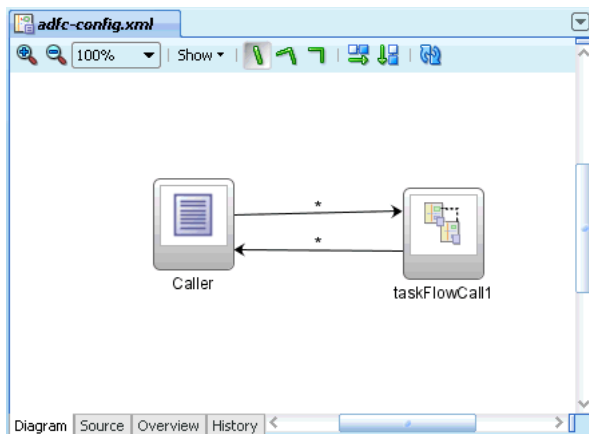 adfc-config.xml
100% Show
*
*
Caller
taskFlowCall1
Diagram Source Overview History